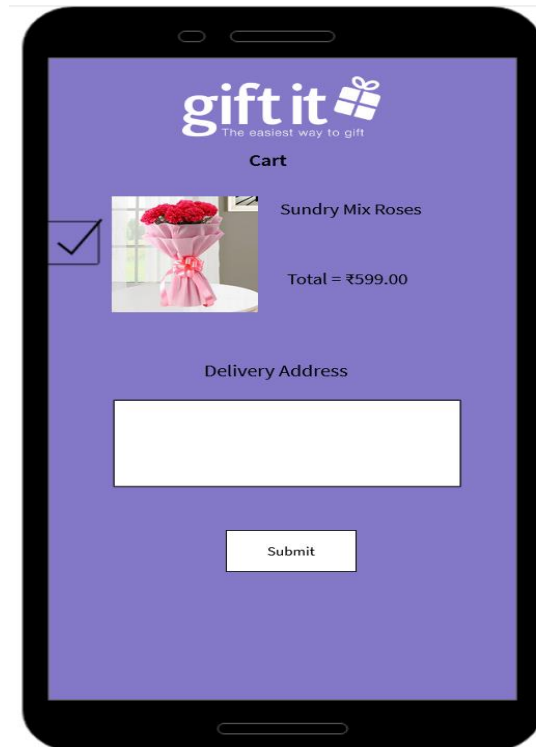 gift it
The easiest way to gift
Cart
Sundry Mix Roses
Total = ₹599.00
Delivery Address
Submit